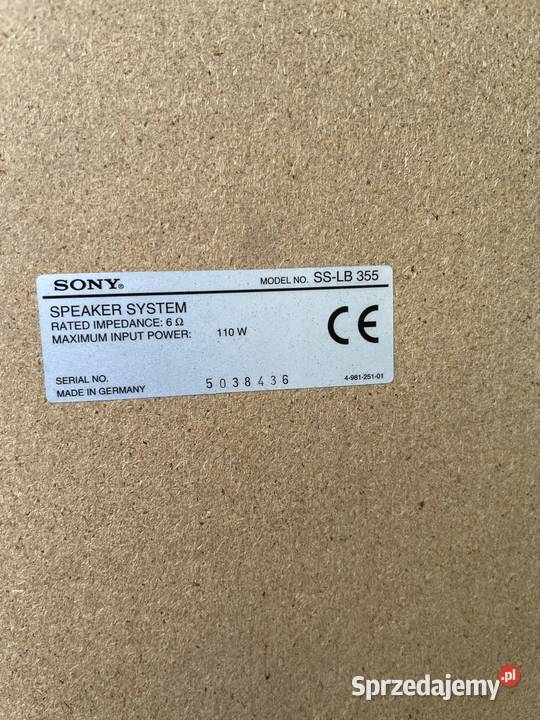 SONY® MODEL NO. SS-LB 355
SPEAKER SYSTEM
RATED IMPEDANCE: 6 Ω
MAXIMUM INPUT POWER: 110 W
CE
SERIAL NO. 5038436 4-981-251-01
MADE IN GERMANY
Sprzedajemy.pl